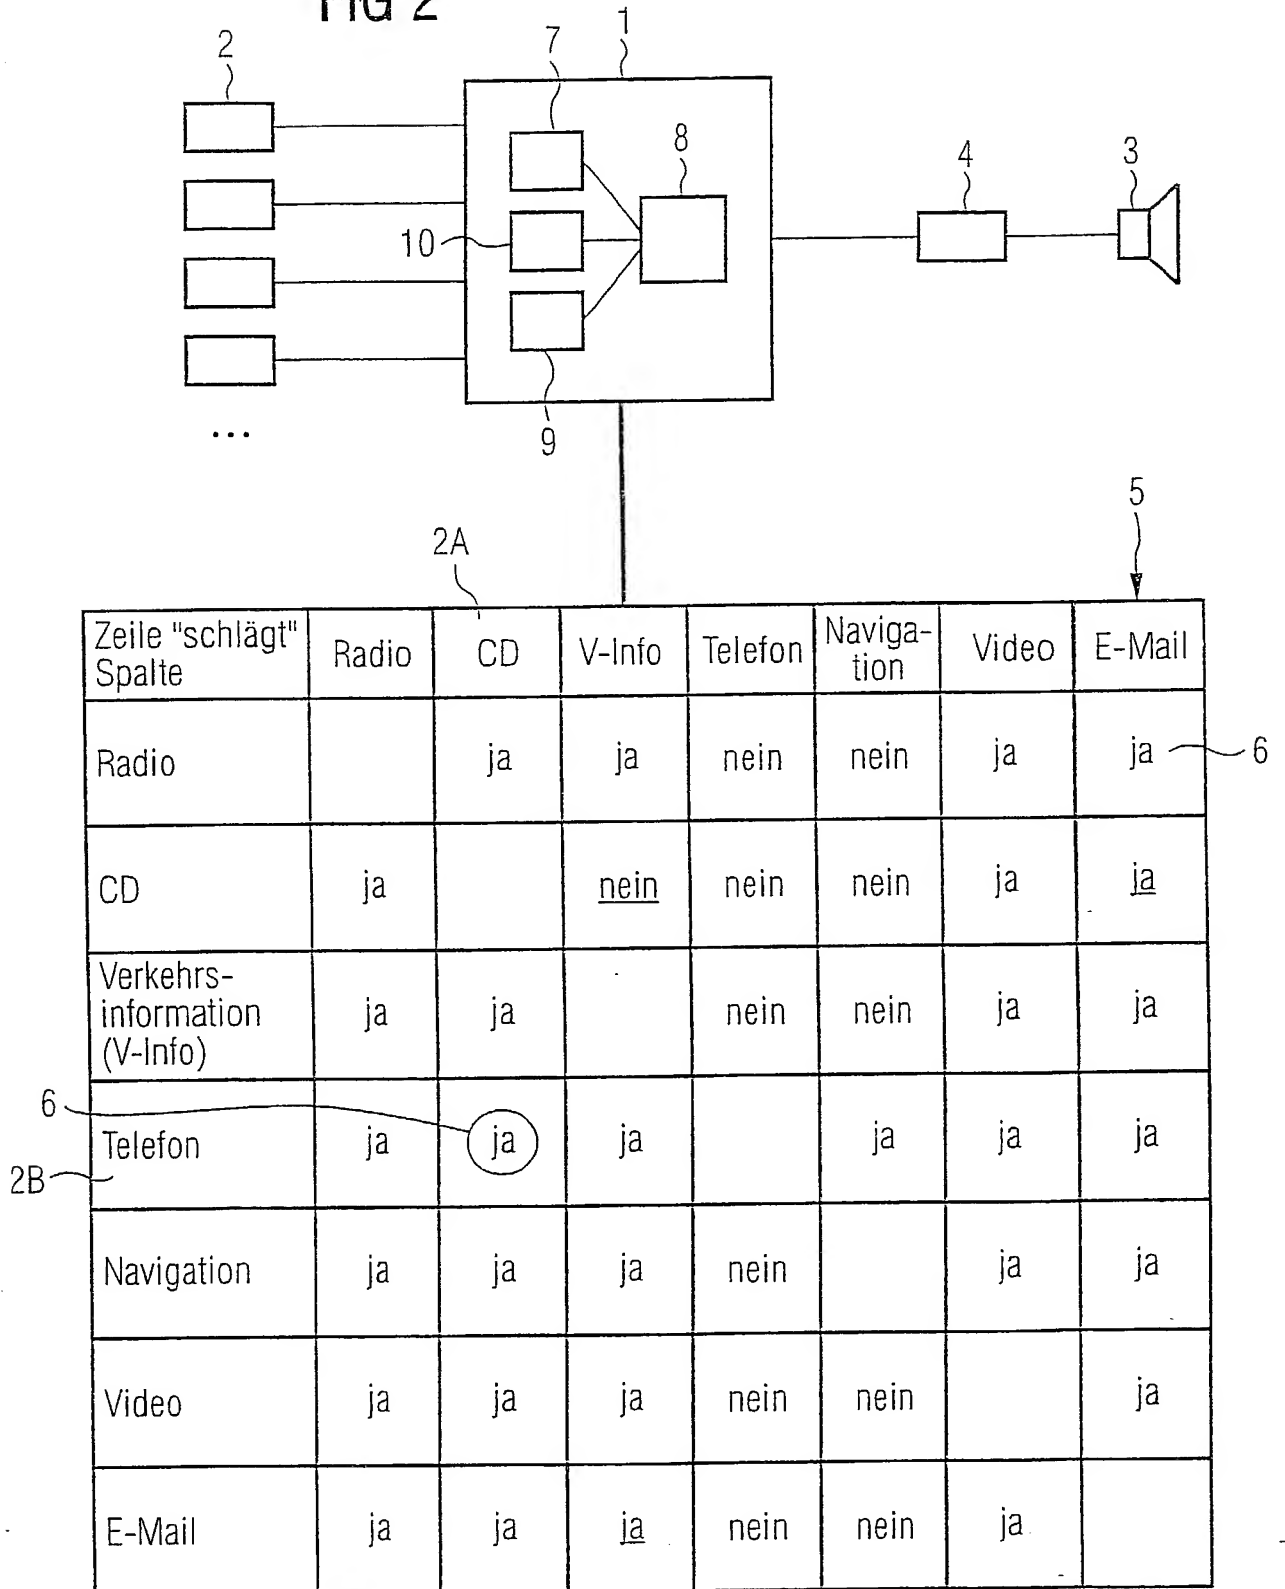 FIG 2
1
2
7
8
4
3
10
9
5
2A
Zeile "schlägt"
Spalte
Radio
CD
V-Info
Telefon
Naviga-
tion
Video
E-Mail
Radio
ja
ja
nein
nein
ja
ja
6
CD
ja
nein
nein
nein
ja
ja
Verkehrs-
information
(V-Info)
ja
ja
nein
nein
ja
ja
6
Telefon
2B
ja
ja
ja
ja
ja
ja
Navigation
ja
ja
ja
nein
ja
ja
Video
ja
ja
ja
nein
nein
ja
E-Mail
ja
ja
ja
nein
nein
ja